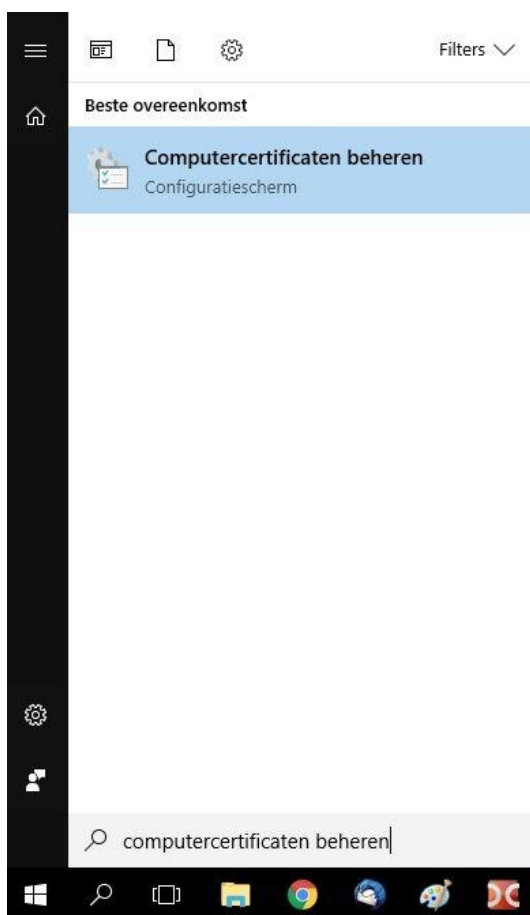 Filters
Beste overeenkomst
Computercertificaten beheren
Configuratiescherm
computercertificaten beheren